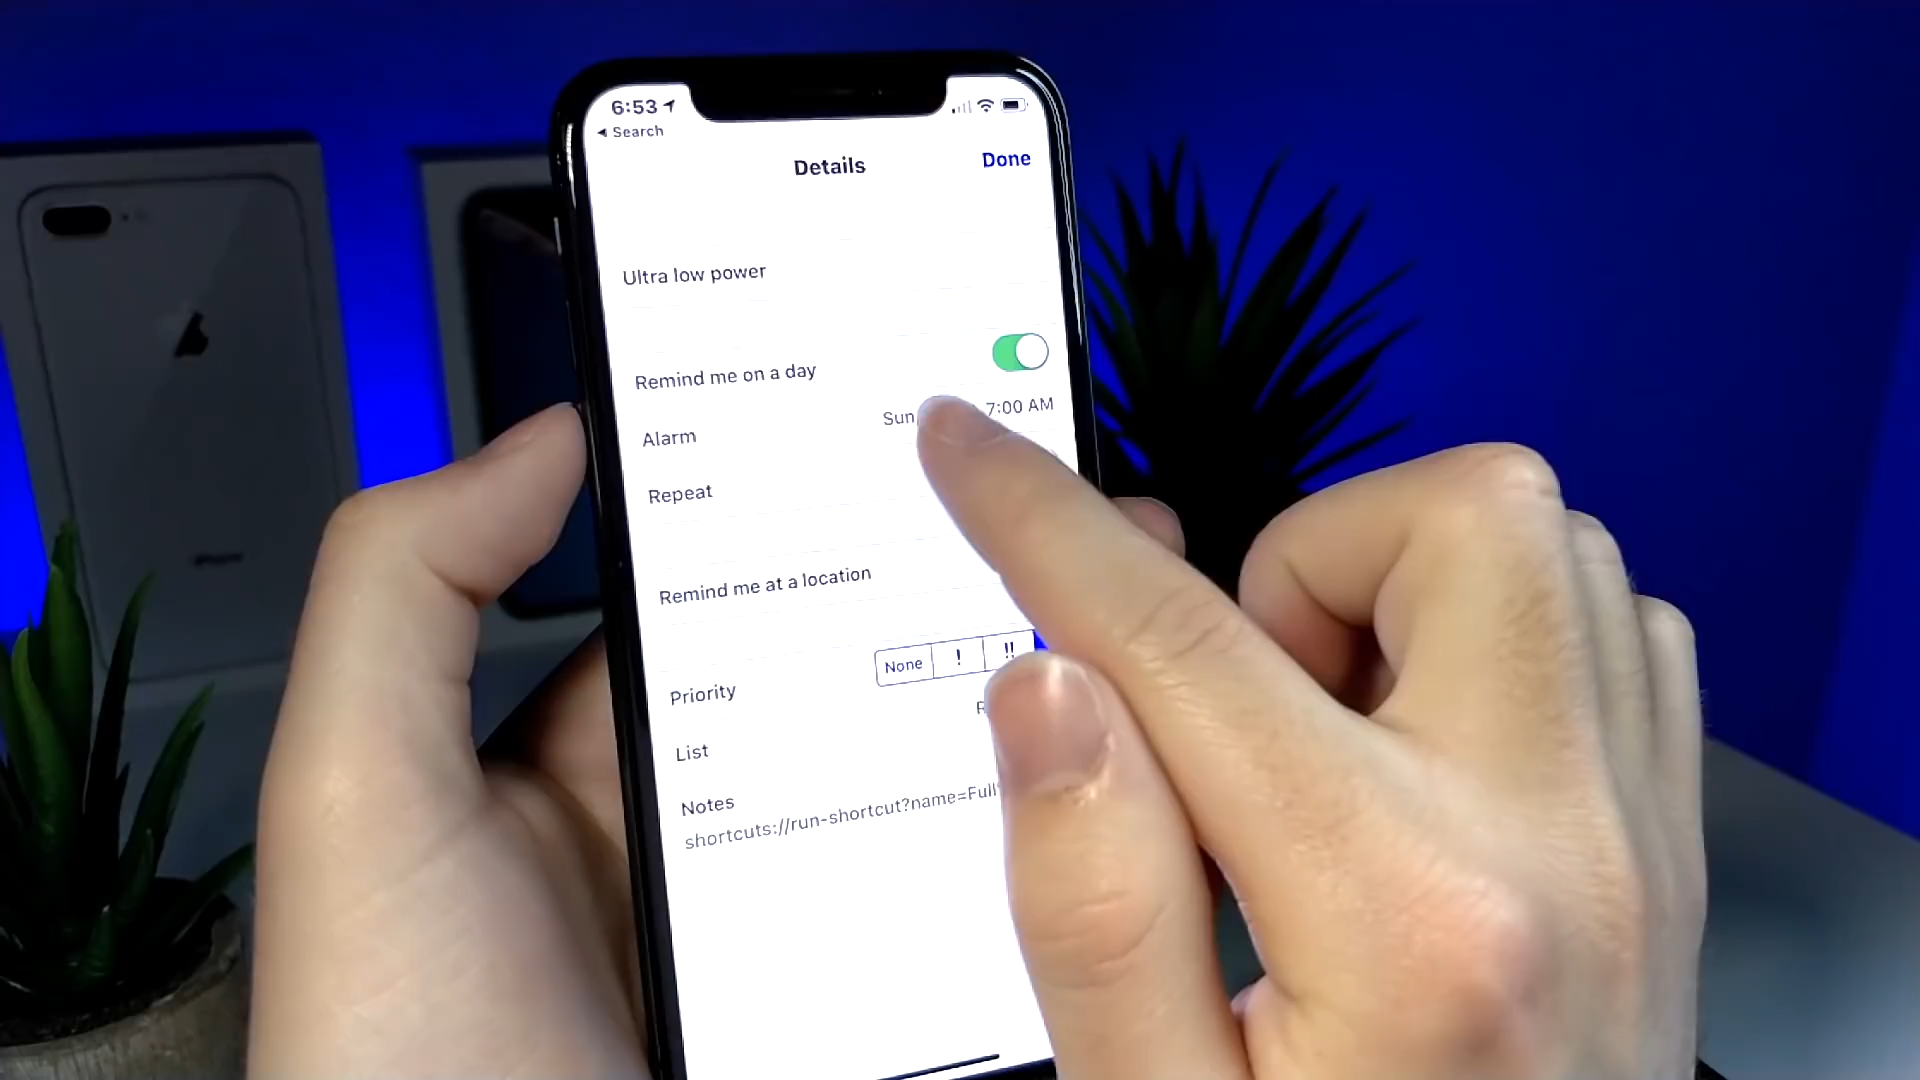 6:53
Search
Details
Done
Ultra low power
Remind me on a day
Alarm
Sun 7:00 AM
Repeat
Remind me at a location
Priority
None ! !!
List
Notes
shortcuts://run-shortcut?name=Full
iPhone